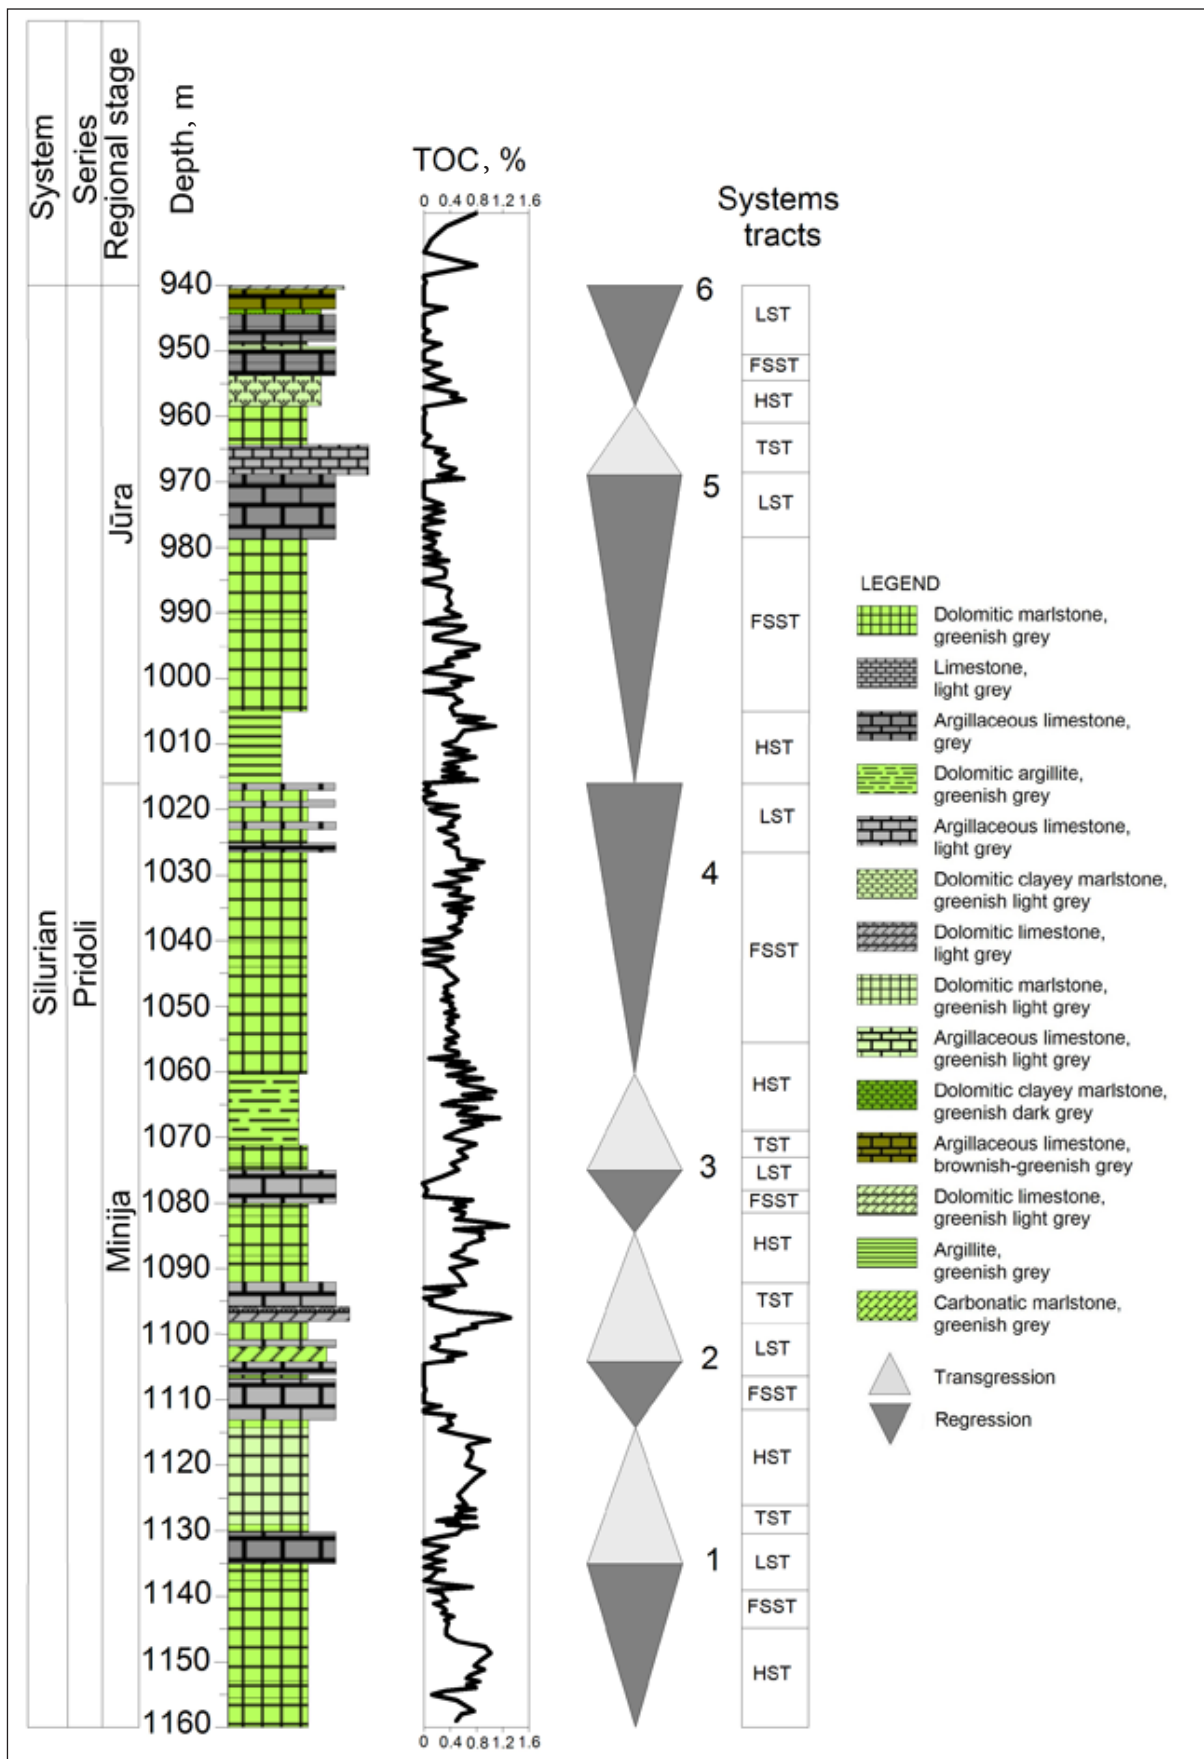 System
Series
Regional stage
Depth, m
TOC, %
0 0.4 0.8 1.2 1.6
Systems
tracts
Silurian
Pridoli
Jūra
Minija
940
950
960
970
980
990
1000
1010
1020
1030
1040
1050
1060
1070
1080
1090
1100
1110
1120
1130
1140
1150
1160
0 0.4 0.8 1.2 1.6
6
5
4
3
2
1
LST
FSST
HST
TST
LST
FSST
HST
LST
FSST
HST
TST
LST
FSST
HST
TST
LST
FSST
HST
TST
LST
FSST
HST
LEGEND
Dolomitic marlstone,
greenish grey
Limestone,
light grey
Argillaceous limestone,
grey
Dolomitic argillite,
greenish grey
Argillaceous limestone,
light grey
Dolomitic clayey marlstone,
greenish light grey
Dolomitic limestone,
light grey
Dolomitic marlstone,
greenish light grey
Argillaceous limestone,
greenish light grey
Dolomitic clayey marlstone,
greenish dark grey
Argillaceous limestone,
brownish-greenish grey
Dolomitic limestone,
greenish light grey
Argillite,
greenish grey
Carbonatic marlstone,
greenish grey
Transgression
Regression